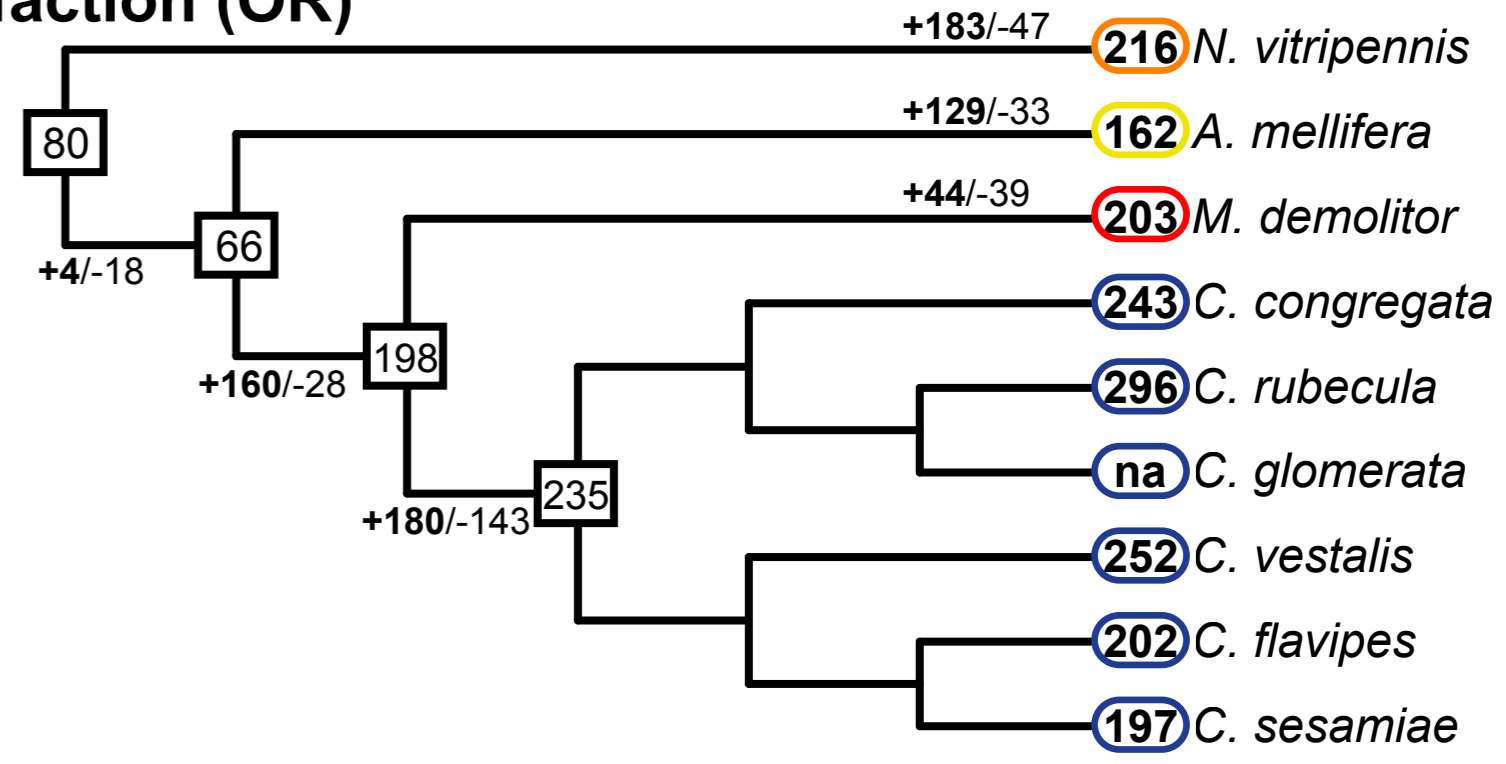 (OR)
+183/-47
216 N. vitripennis
+129/-33
80
162 A. mellifera
+44/-39
203 M. demolitor
66
+4/-18
243 C. congregata
198
+160/-28
296 C. rubecula
na C. glomerata
235
+180/-143
252 C. vestalis
202 C. flavipes
197 C. sesamiae